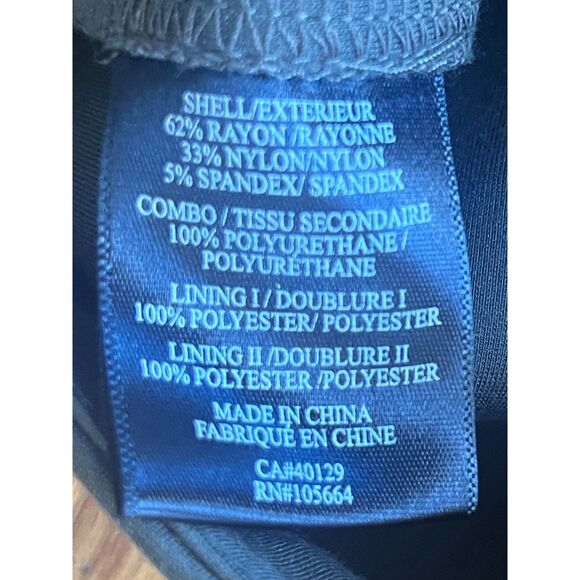 SHELL/EXTERIEUR
62% RAYON /RAYONNE
33% NYLON/NYLON
5% SPANDEX/ SPANDEX
COMBO / TISSU SECONDAIRE
100% POLYURETHANE /
POLYURÉTHANE
LINING I / DOUBLURE I
100% POLYESTER/ POLYESTER
LINING II /DOUBLURE II
100% POLYESTER /POLYESTER
MADE IN CHINA
FABRIQUÉ EN CHINE
CA#40129
RN#105664